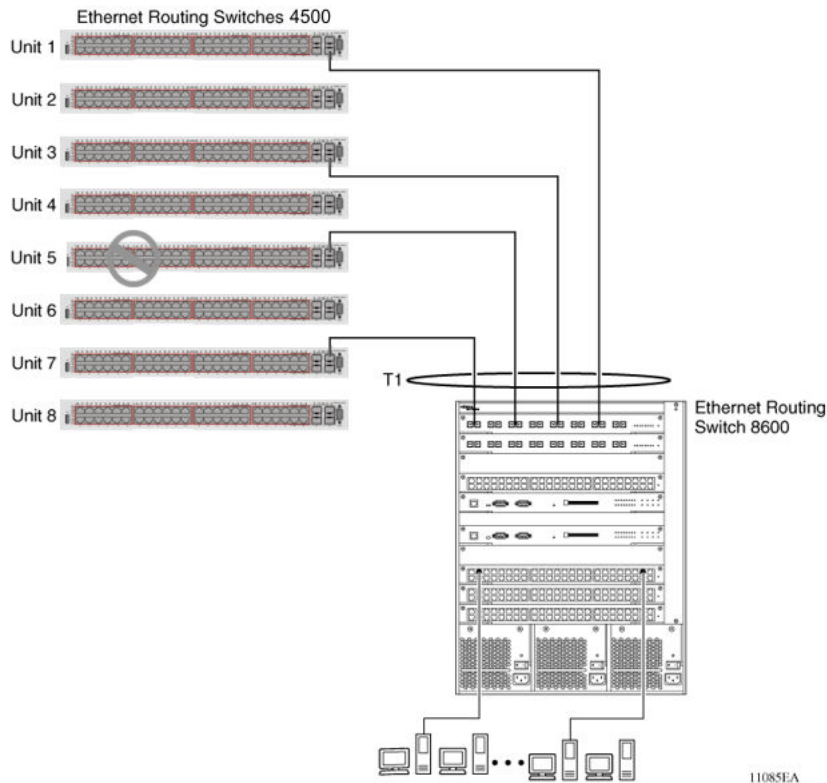 Ethernet Routing Switches 4500
Unit 1
Unit 2
Unit 3
Unit 4
Unit 5
Unit 6
Unit 7
Unit 8
T1
Ethernet Routing
Switch 8600
11085EA